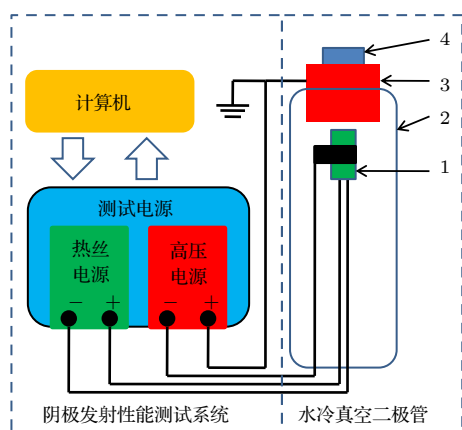 4
计算机
3
2
1
测试电源
热丝
电源
高压
电源
− + − +
阴极发射性能测试系统 水冷真空二极管